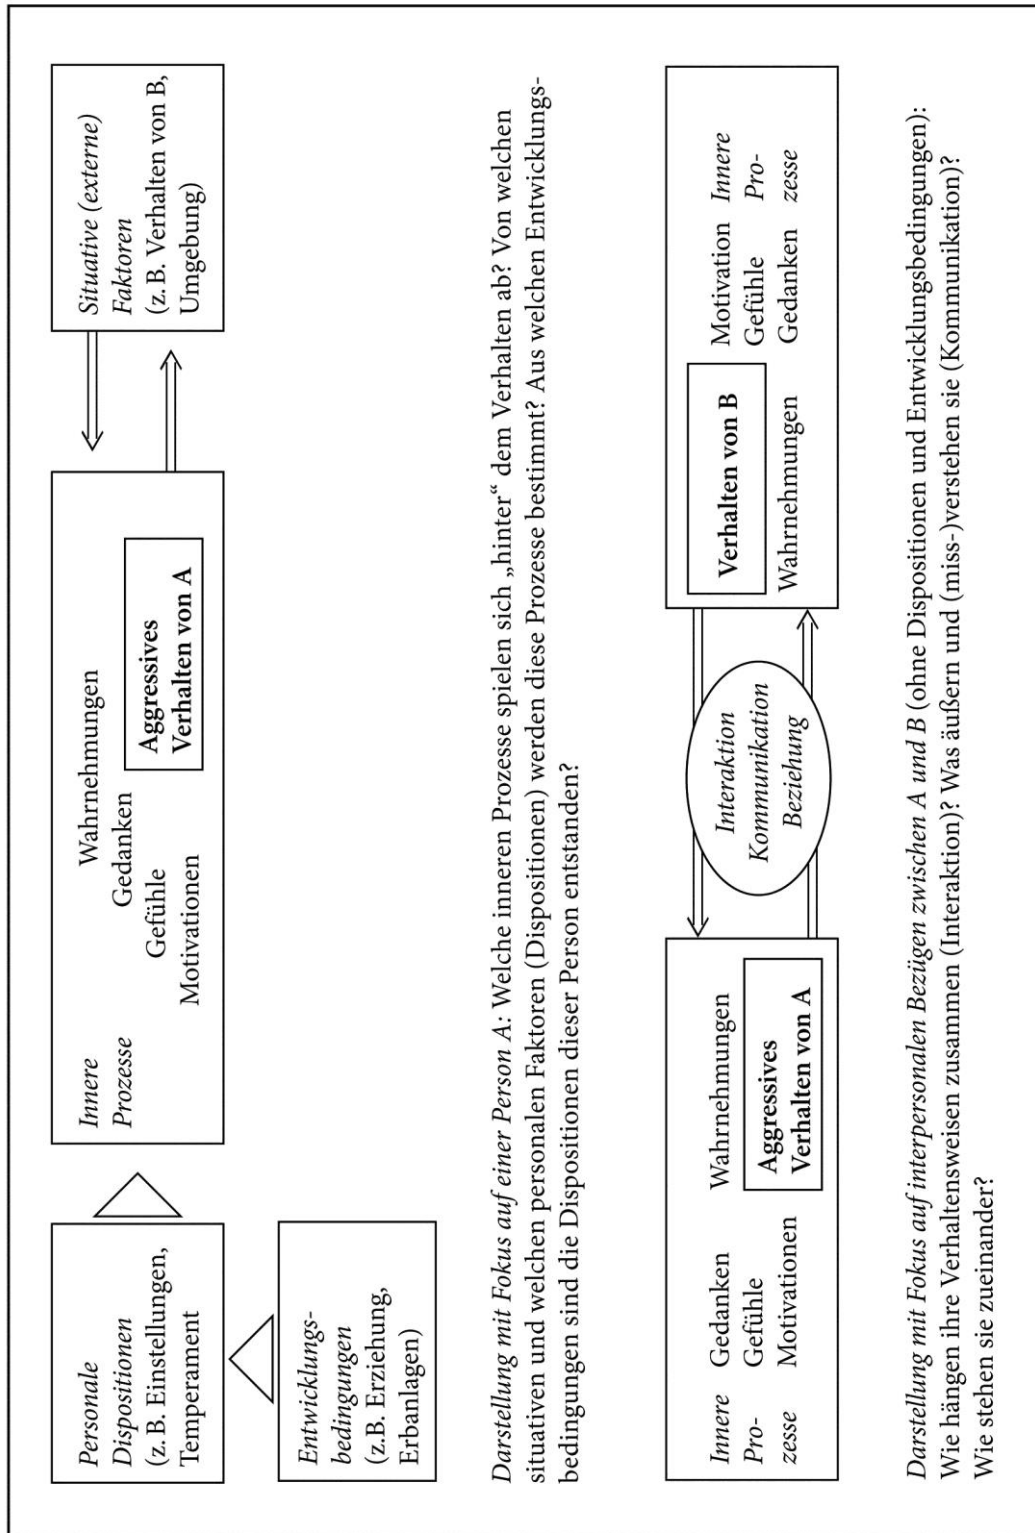 Personale
Dispositionen
(z. B. Einstellungen,
Temperament
Entwicklungs-
bedingungen
(z.B. Erziehung,
Erbanlagen)
Innere
Prozesse
Wahrnehmungen
Gedanken
Gefühle
Motivationen
Aggressives
Verhalten von A
Situative (externe)
Faktoren
(z. B. Verhalten von B,
Umgebung)
Darstellung mit Fokus auf einer Person A: Welche inneren Prozesse spielen sich „hinter“ dem Verhalten ab? Von welchen
situativen und welchen personalen Faktoren (Dispositionen) werden diese Prozesse bestimmt? Aus welchen Entwicklungs-
bedingungen sind die Dispositionen dieser Person entstanden?
Innere
Pro-
zesse
Gedanken
Gefühle
Motivationen
Wahrnehmungen
Aggressives
Verhalten von A
Interaktion
Kommunikation
Beziehung
Verhalten von B
Wahrnehmungen
Motivation
Gefühle
Gedanken
Innere
Pro-
zesse
Darstellung mit Fokus auf interpersonalen Bezügen zwischen A und B (ohne Dispositionen und Entwicklungsbedingungen):
Wie hängen ihre Verhaltensweisen zusammen (Interaktion)? Was äußern und (miss-)verstehen sie (Kommunikation)?
Wie stehen sie zueinander?